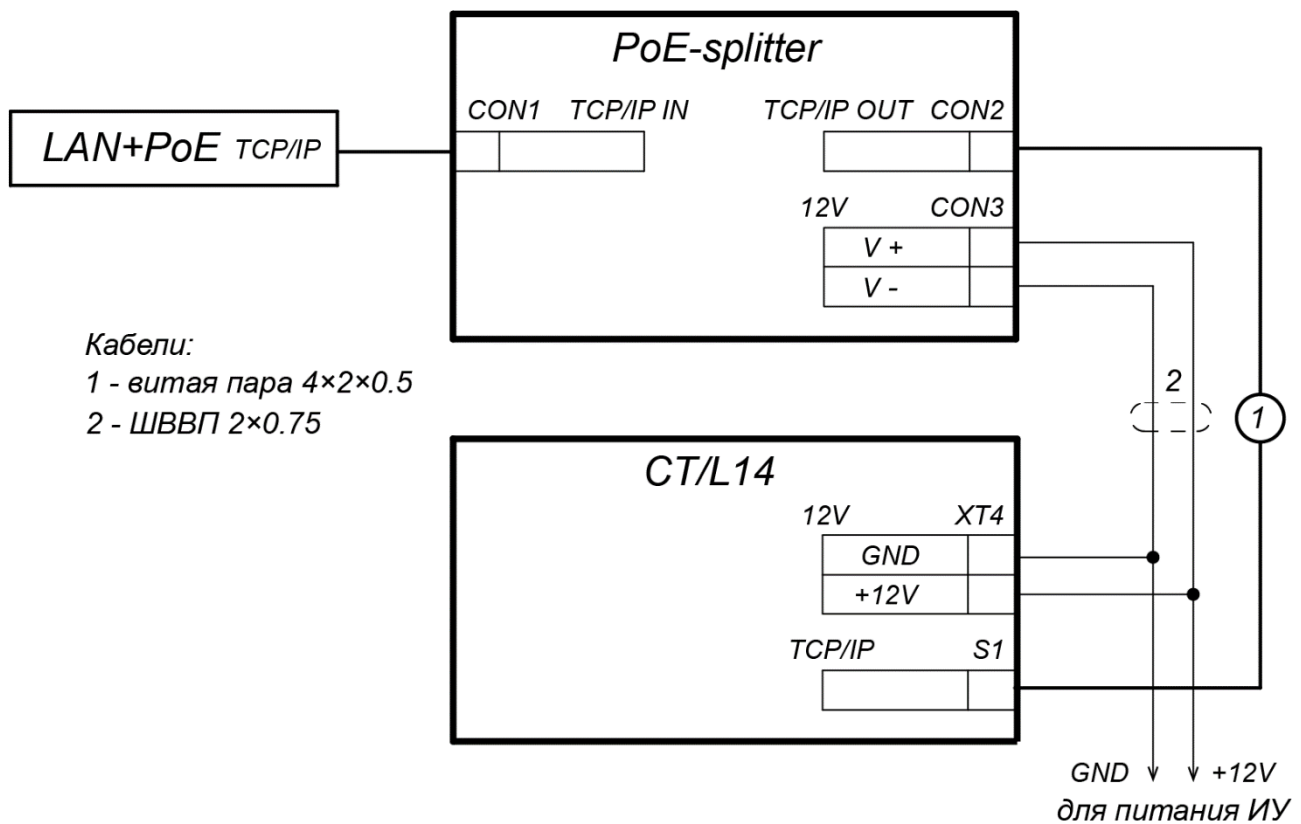 PoE-splitter
CON1 TCP/IP IN TCP/IP OUT CON2
LAN+PoE TCP/IP
12V CON3
V +
V -
Кабели:
1 - витая пара 4×2×0.5
2 - ШВВП 2×0.75
2
1
CT/L14
12V XT4
GND
+12V
TCP/IP S1
GND +12V
для питания ИУ